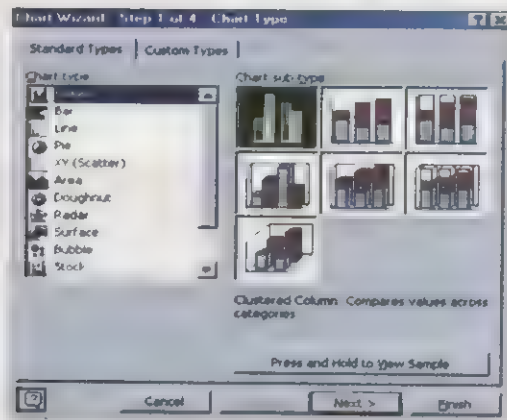 Chart Wizard - Step 1 of 4 - Chart Type
Standard Types
Custom Types
Chart type
Column
Bar
Line
Pie
XY (Scatter)
Area
Doughnut
Radar
Surface
Bubble
Stock
Chart sub-type
Clustered Column. Compares values across
categories
Press and Hold to View Sample
Cancel
Next >
Finish